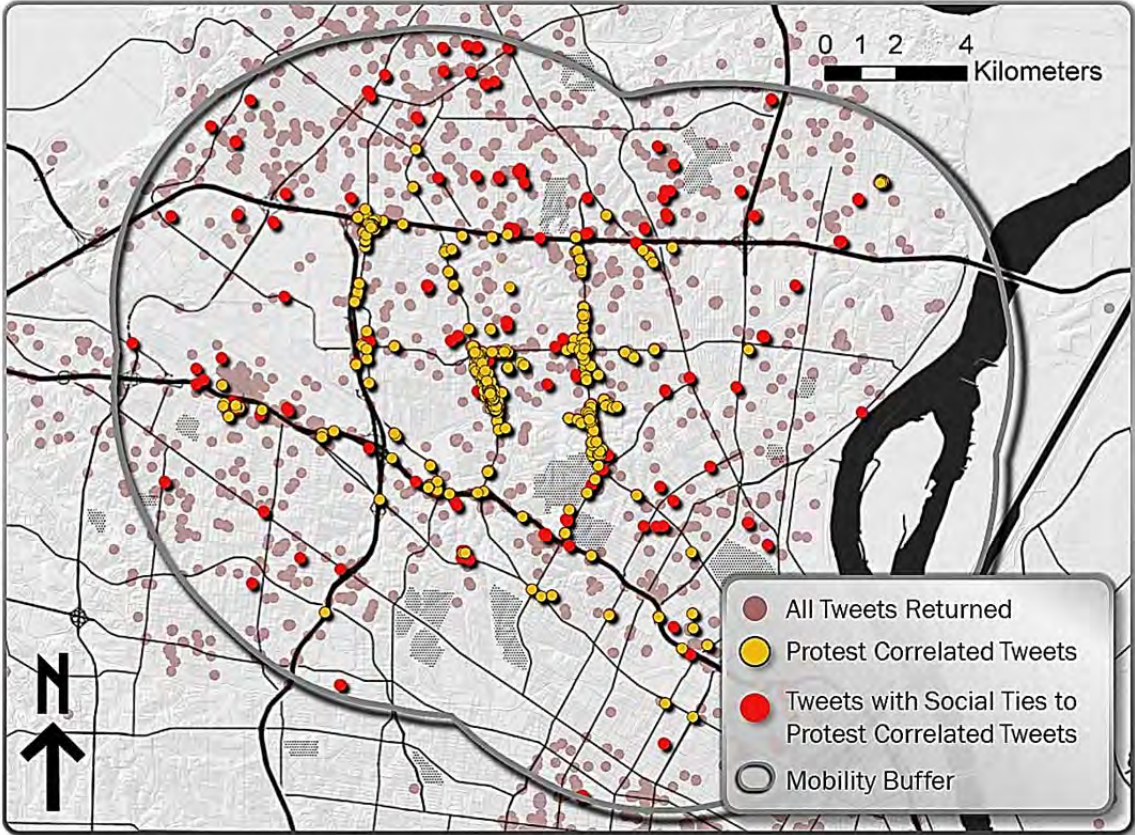 0 1 2 4
Kilometers
N
All Tweets Returned
Protest Correlated Tweets
Tweets with Social Ties to
Protest Correlated Tweets
Mobility Buffer